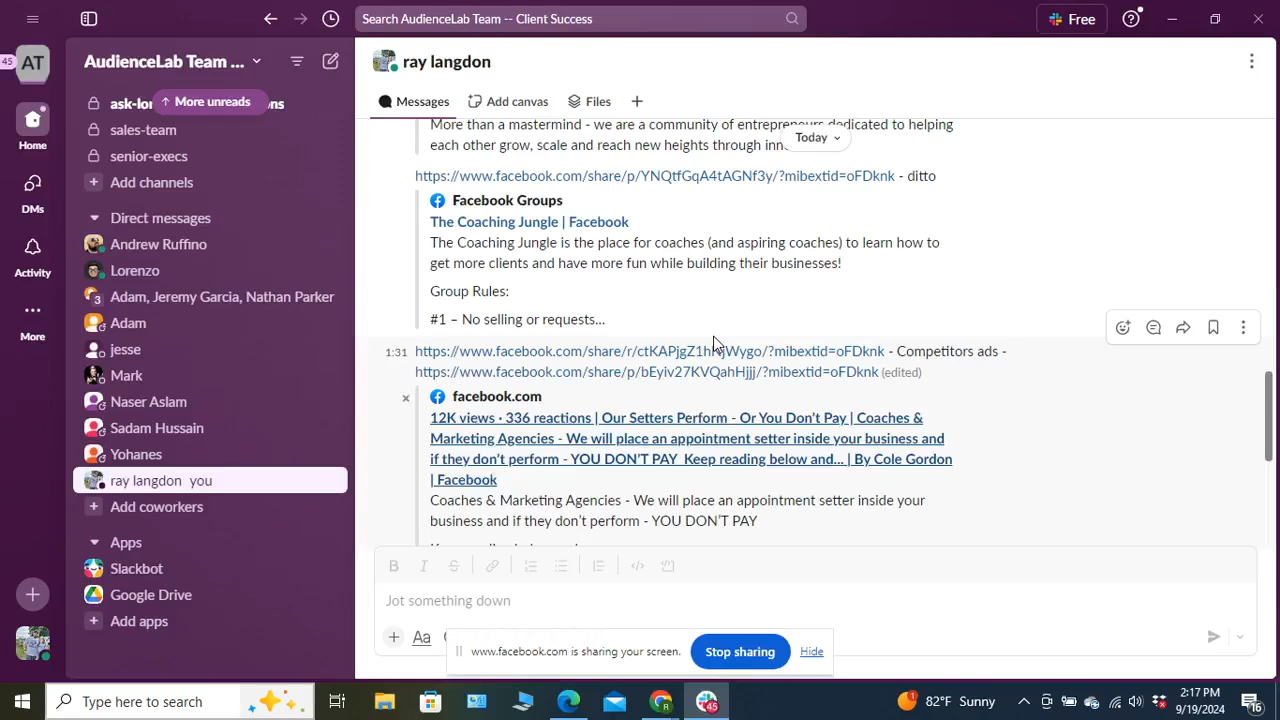 Search AudienceLab Team -- Client Success
Free
45
AT
AudienceLab Team ...
Home
DMs
Activity
More
ask-lo
More unreads
ns
sales-team
senior-execs
Add channels
Direct messages
Andrew Ruffino
Lorenzo
3
Adam, Jeremy Garcia, Nathan Parker
Adam
jesse
Mark
Naser Aslam
Sadam Hussain
Yohanes
ray langdon you
Add coworkers
Apps
Slackbot
Google Drive
Add apps
ray langdon
Messages
Add canvas
Files
Today
More than a mastermind - we are a community of entrepreneurs dedicated to helping
each other grow, scale and reach new heights through inn
https://www.facebook.com/share/p/YNQtfGqA4tAGNf3y/?mibextid=oFDknk - ditto
Facebook Groups
The Coaching Jungle | Facebook
The Coaching Jungle is the place for coaches (and aspiring coaches) to learn how to
get more clients and have more fun while building their businesses!
Group Rules:
#1 – No selling or requests...
1:31
- Competitors ads -
https://www.facebook.com/share/p/bEyiv27KVQahHjjj/?mibextid=oFDknk (edited)
facebook.com
12K views · 336 reactions | Our Setters Perform - Or You Don't Pay | Coaches &
Marketing Agencies - We will place an appointment setter inside your business and
if they don't perform - YOU DON'T PAY Keep reading below and... | By Cole Gordon
| Facebook
Coaches & Marketing Agencies - We will place an appointment setter inside your
business and if they don't perform - YOU DON'T PAY
Jot something down
Aa
www.facebook.com is sharing your screen.
Stop sharing
Hide
Type here to search
45
1
82°F Sunny
2:17 PM
9/19/2024
16